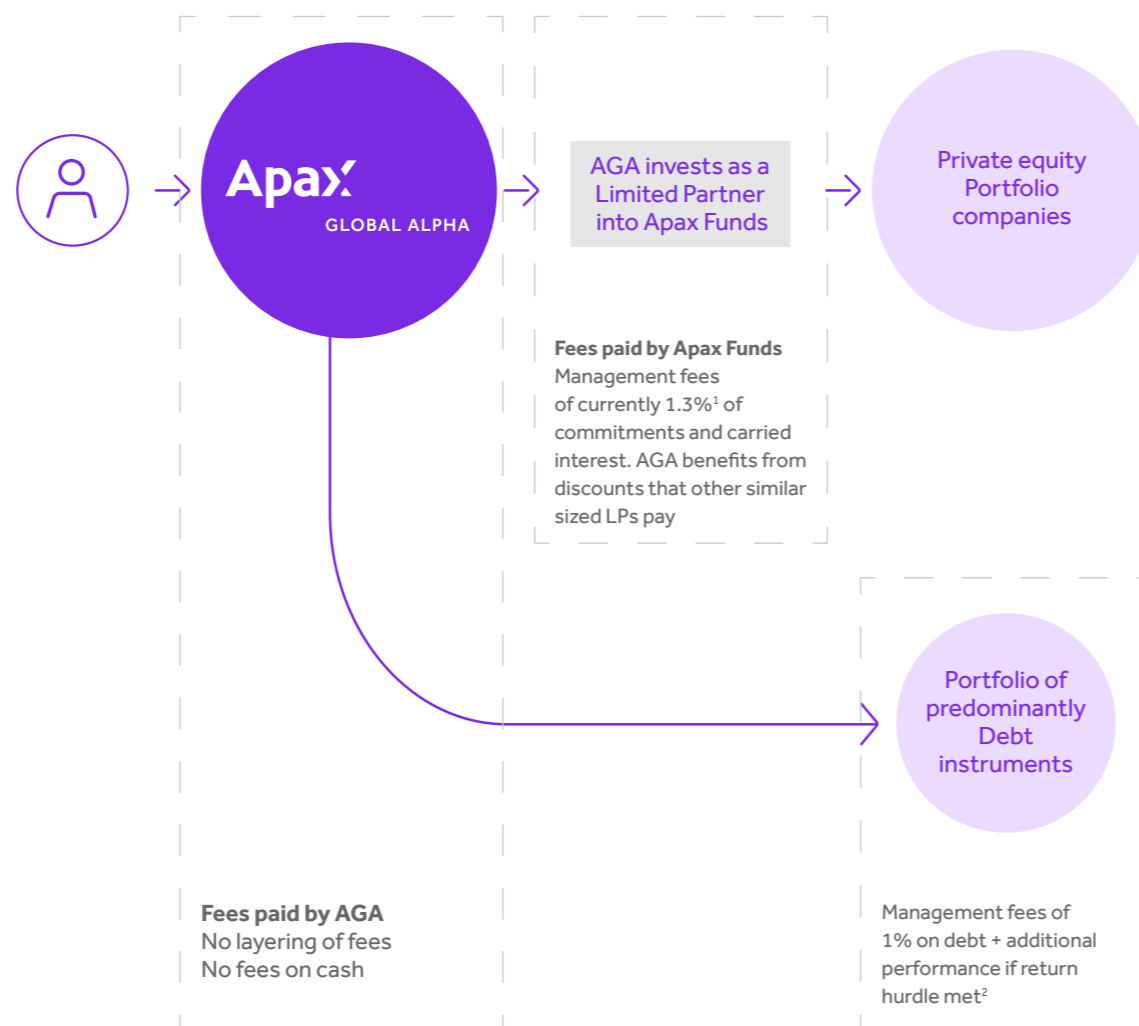 Apax
GLOBAL ALPHA
AGA invests as a
Limited Partner
into Apax Funds
Private equity
Portfolio
companies
Fees paid by Apax Funds
Management fees
of currently 1.3%¹ of
commitments and carried
interest. AGA benefits from
discounts that other similar
sized LPs pay
Portfolio of
predominantly
Debt
instruments
Fees paid by AGA
No layering of fees
No fees on cash
Management fees of
1% on debt + additional
performance if return
hurdle met²